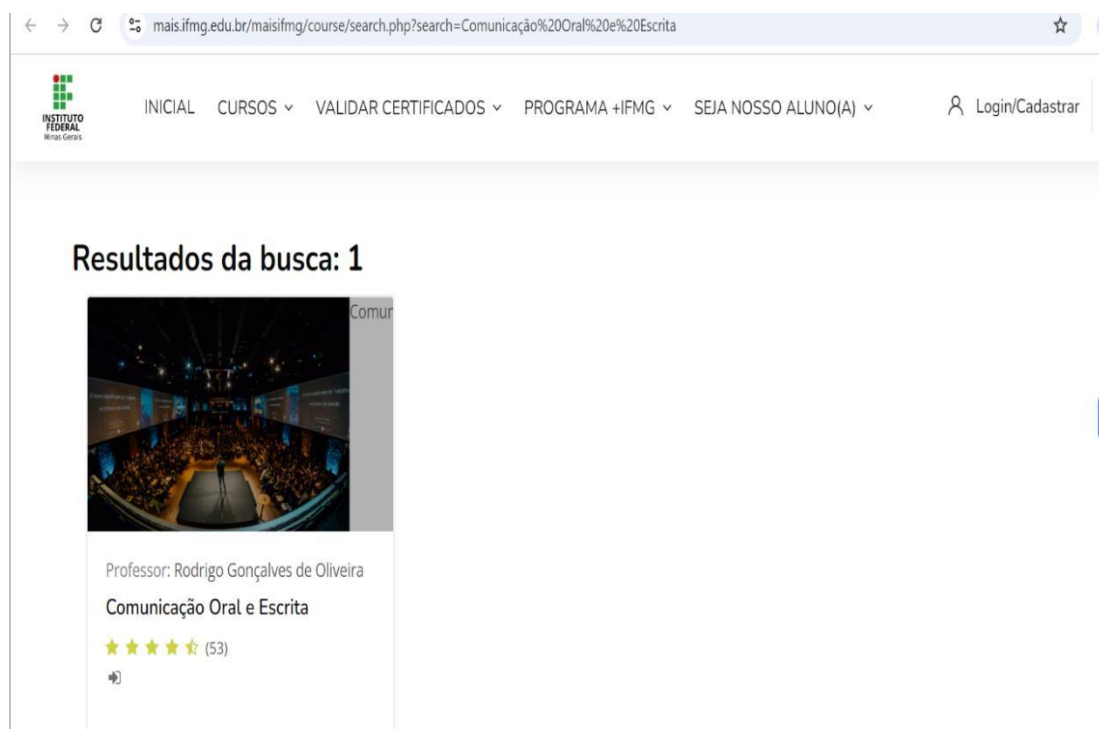 mais.ifmg.edu.br/maisifmg/course/search.php?search=Comunicação%20Oral%20e%20Escrita
INSTITUTO
FEDERAL
Minas Gerais
INICIAL CURSOS VALIDAR CERTIFICADOS PROGRAMA +IFMG SEJA NOSSO ALUNO(A) Login/Cadastrar
Resultados da busca: 1
Comun
Professor: Rodrigo Gonçalves de Oliveira
Comunicação Oral e Escrita
(53)